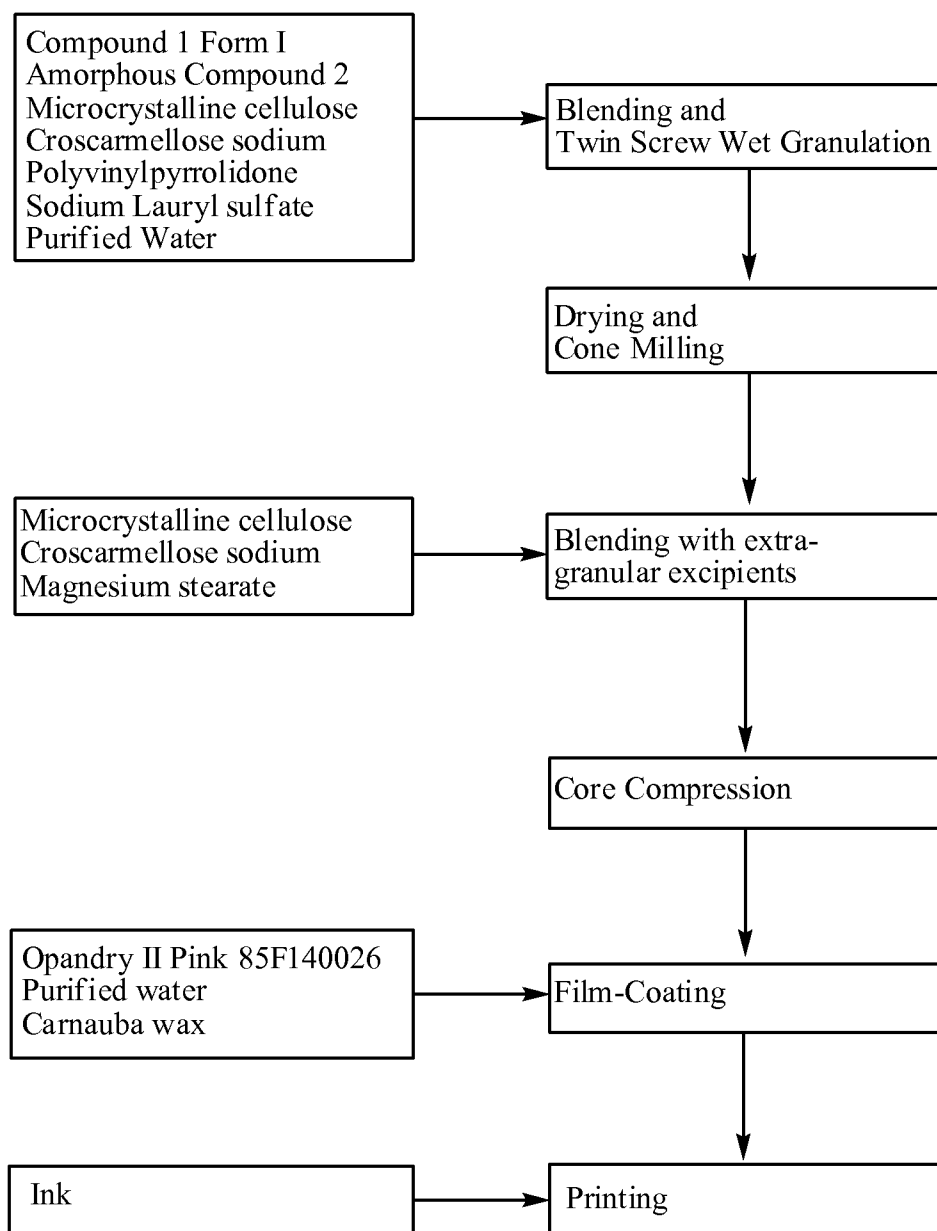 Compound 1 Form I
Amorphous Compound 2
Microcrystalline cellulose
Croscarmellose sodium
Polyvinylpyrrolidone
Sodium Lauryl sulfate
Purified Water
Blending and
Twin Screw Wet Granulation
Drying and
Cone Milling
Microcrystalline cellulose
Croscarmellose sodium
Magnesium stearate
Blending with extra-
granular excipients
Core Compression
Opandry II Pink 85F140026
Purified water
Carnauba wax
Film-Coating
Ink
Printing